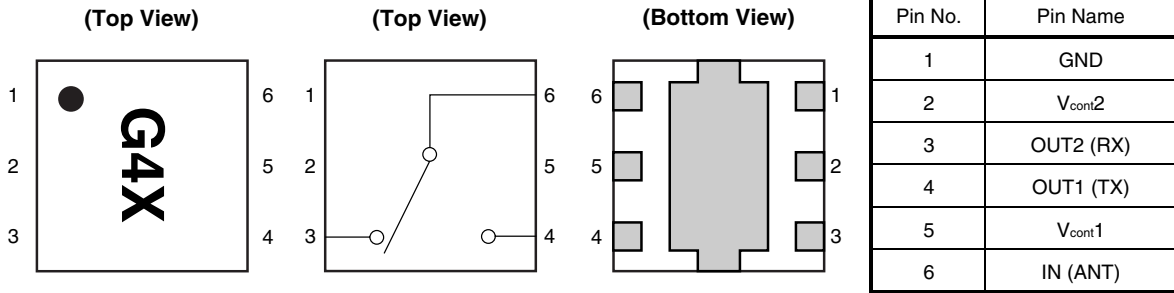 (Top View)
1
2
3
G4X
6
5
4
(Top View)
1
2
3
6
5
4
(Bottom View)
6
5
4
1
2
3
Pin No. Pin Name
1 GND
2 Vcont2
3 OUT2 (RX)
4 OUT1 (TX)
5 Vcont1
6 IN (ANT)